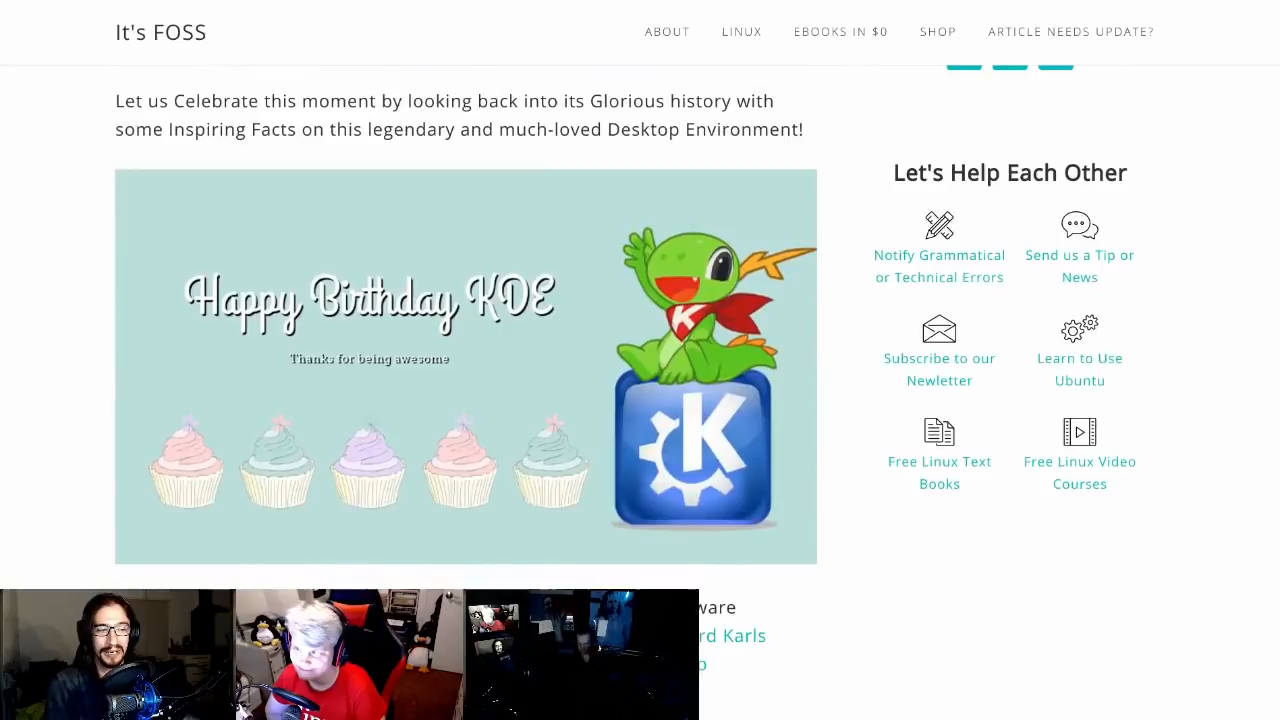 It's FOSS
ABOUT
LINUX
EBOOKS IN $0
SHOP
ARTICLE NEEDS UPDATE?
Let us Celebrate this moment by looking back into its Glorious history with
some Inspiring Facts on this legendary and much-loved Desktop Environment!
Happy Birthday KDE
Thanks for being awesome
K
K
Let's Help Each Other
Notify Grammatical
or Technical Errors
Send us a Tip or
News
Subscribe to our
Newletter
Learn to Use
Ubuntu
Free Linux Text
Books
Free Linux Video
Courses
ware
rd Karls